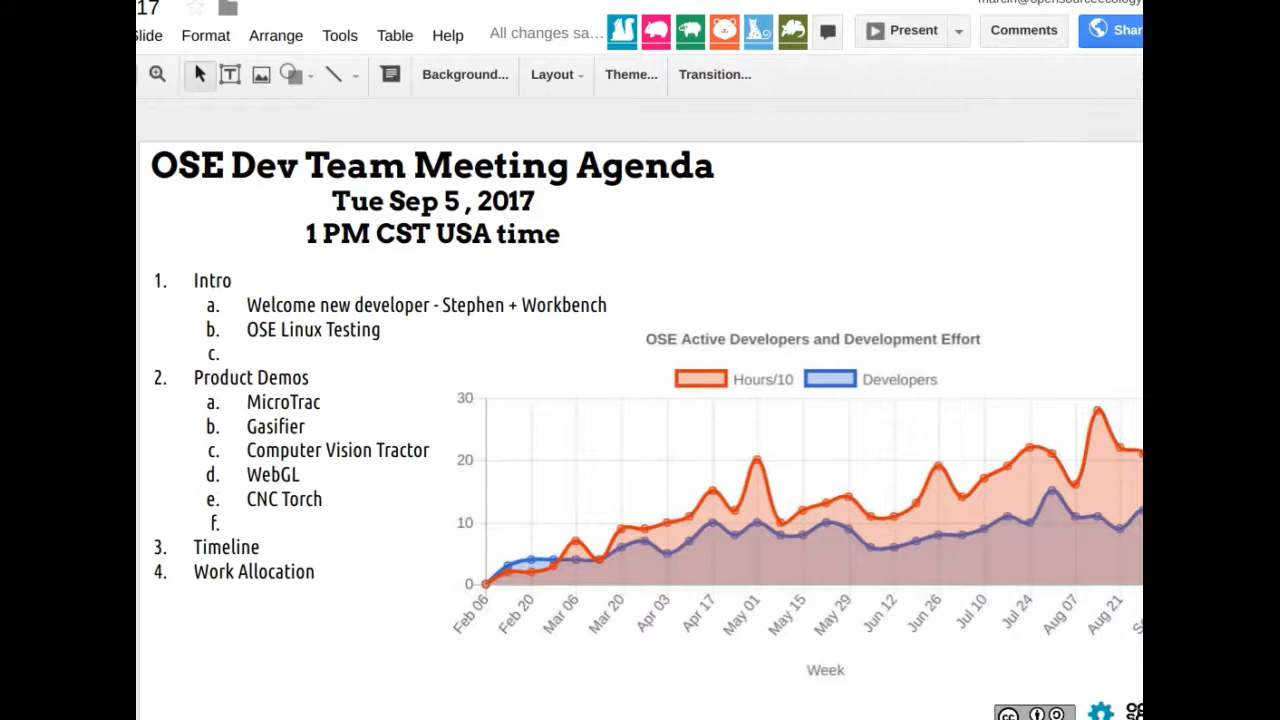 17
marcin@opensourceecology
Slide Format Arrange Tools Table Help All changes sa... Present Comments Shar
Background... Layout Theme... Transition...
OSE Dev Team Meeting Agenda
Tue Sep 5 , 2017
1 PM CST USA time
1. Intro
a. Welcome new developer - Stephen + Workbench
b. OSE Linux Testing
c.
2. Product Demos
a. MicroTrac
b. Gasifier
c. Computer Vision Tractor
d. WebGL
e. CNC Torch
f.
3. Timeline
4. Work Allocation
OSE Active Developers and Development Effort
Hours/10 Developers
30
20
10
0
Feb 06 Feb 20 Mar 06 Mar 20 Apr 03 Apr 17 May 01 May 15 May 29 Jun 12 Jun 26 Jul 10 Jul 24 Aug 07 Aug 21
Week